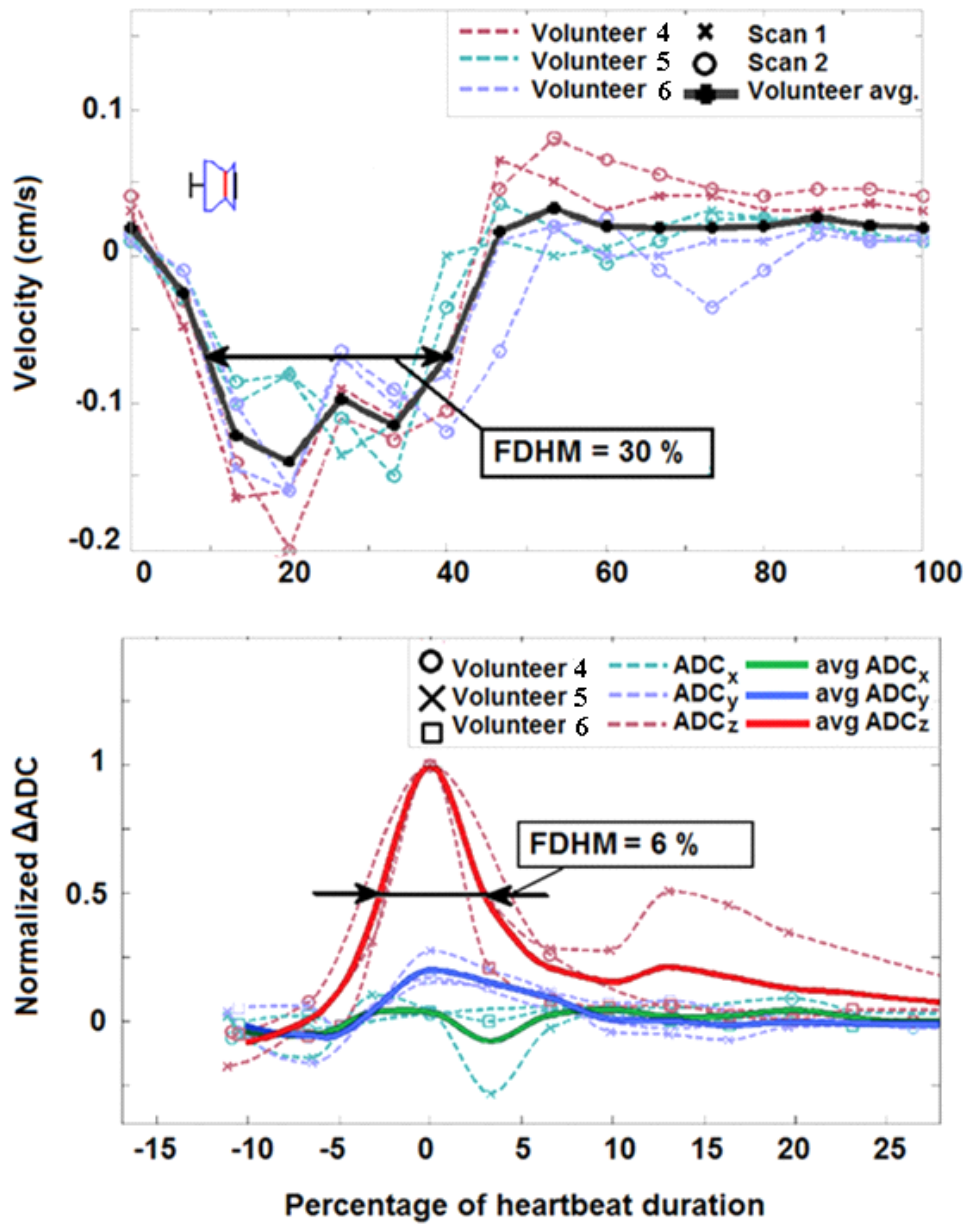 Volunteer 4 Scan 1
Volunteer 5 Scan 2
Volunteer 6 Volunteer avg.
0.1
0
-0.1
-0.2
Velocity (cm/s)
FDHM = 30 %
0 20 40 60 80 100
Volunteer 4 ADCx avg ADCx
Volunteer 5 ADCy avg ADCy
Volunteer 6 ADCz avg ADCz
1
0.5
0
Normalized ΔADC
FDHM = 6 %
-15 -10 -5 0 5 10 15 20 25
Percentage of heartbeat duration